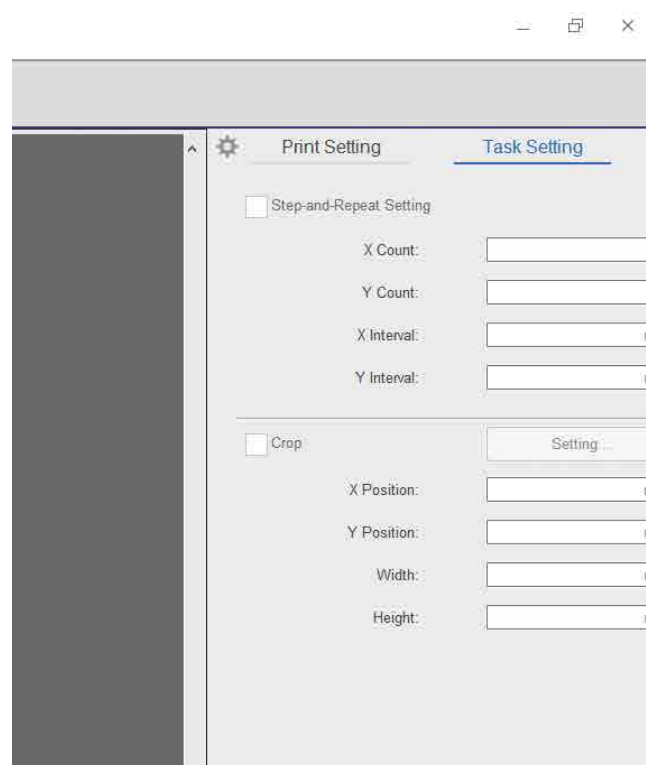 Print Setting Task Setting
Step-and-Repeat Setting
X Count:
Y Count:
X Interval:
Y Interval:
Crop Setting...
X Position:
Y Position:
Width:
Height: